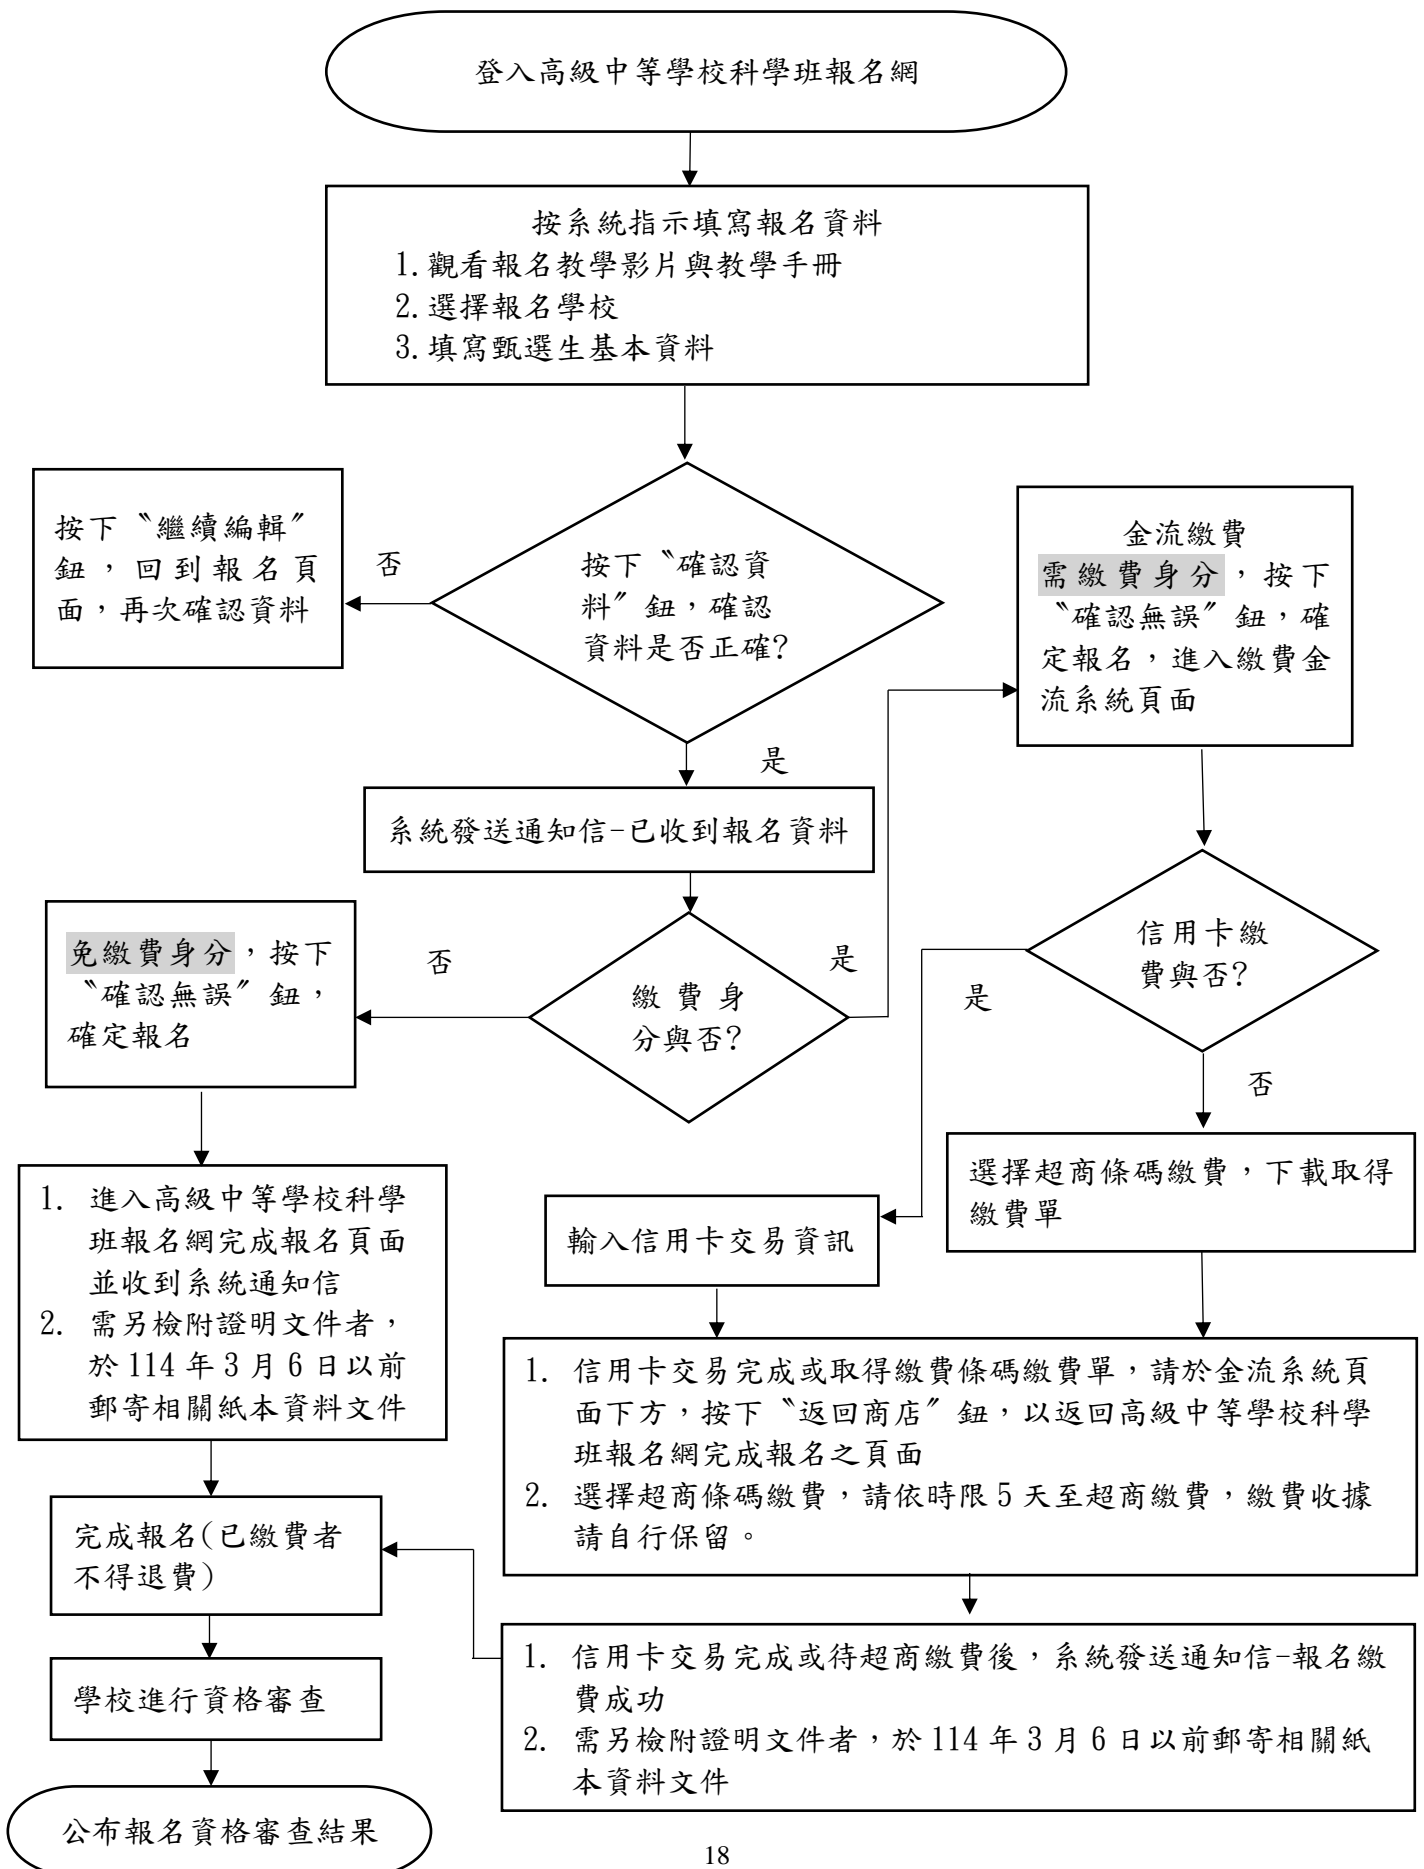 登入高級中等學校科學班報名網
按系統指示填寫報名資料
1.觀看報名教學影片與教學手冊
2.選擇報名學校
3.填寫甄選生基本資料
按下〝繼續編輯〞
鈕，回到報名頁
面，再次確認資料
否
按下〝確認資
料〞鈕，確認
資料是否正確?
是
金流繳費
需繳費身分，按下
〝確認無誤〞鈕，確
定報名，進入繳費金
流系統頁面
系統發送通知信-已收到報名資料
免繳費身分，按下
〝確認無誤〞鈕，
確定報名
否
繳費身
分與否?
是
信用卡繳
費與否?
是
否
選擇超商條碼繳費，下載取得
繳費單
輸入信用卡交易資訊
1. 進入高級中等學校科學
班報名網完成報名頁面
並收到系統通知信
2. 需另檢附證明文件者，
於 114 年 3 月 6 日以前
郵寄相關紙本資料文件
1. 信用卡交易完成或取得繳費條碼繳費單，請於金流系統頁
面下方，按下〝返回商店〞鈕，以返回高級中等學校科學
班報名網完成報名之頁面
2. 選擇超商條碼繳費，請依時限 5 天至超商繳費，繳費收據
請自行保留。
完成報名(已繳費者
不得退費)
1. 信用卡交易完成或待超商繳費後，系統發送通知信-報名繳
費成功
2. 需另檢附證明文件者，於 114 年 3 月 6 日以前郵寄相關紙
本資料文件
學校進行資格審查
公布報名資格審查結果
18